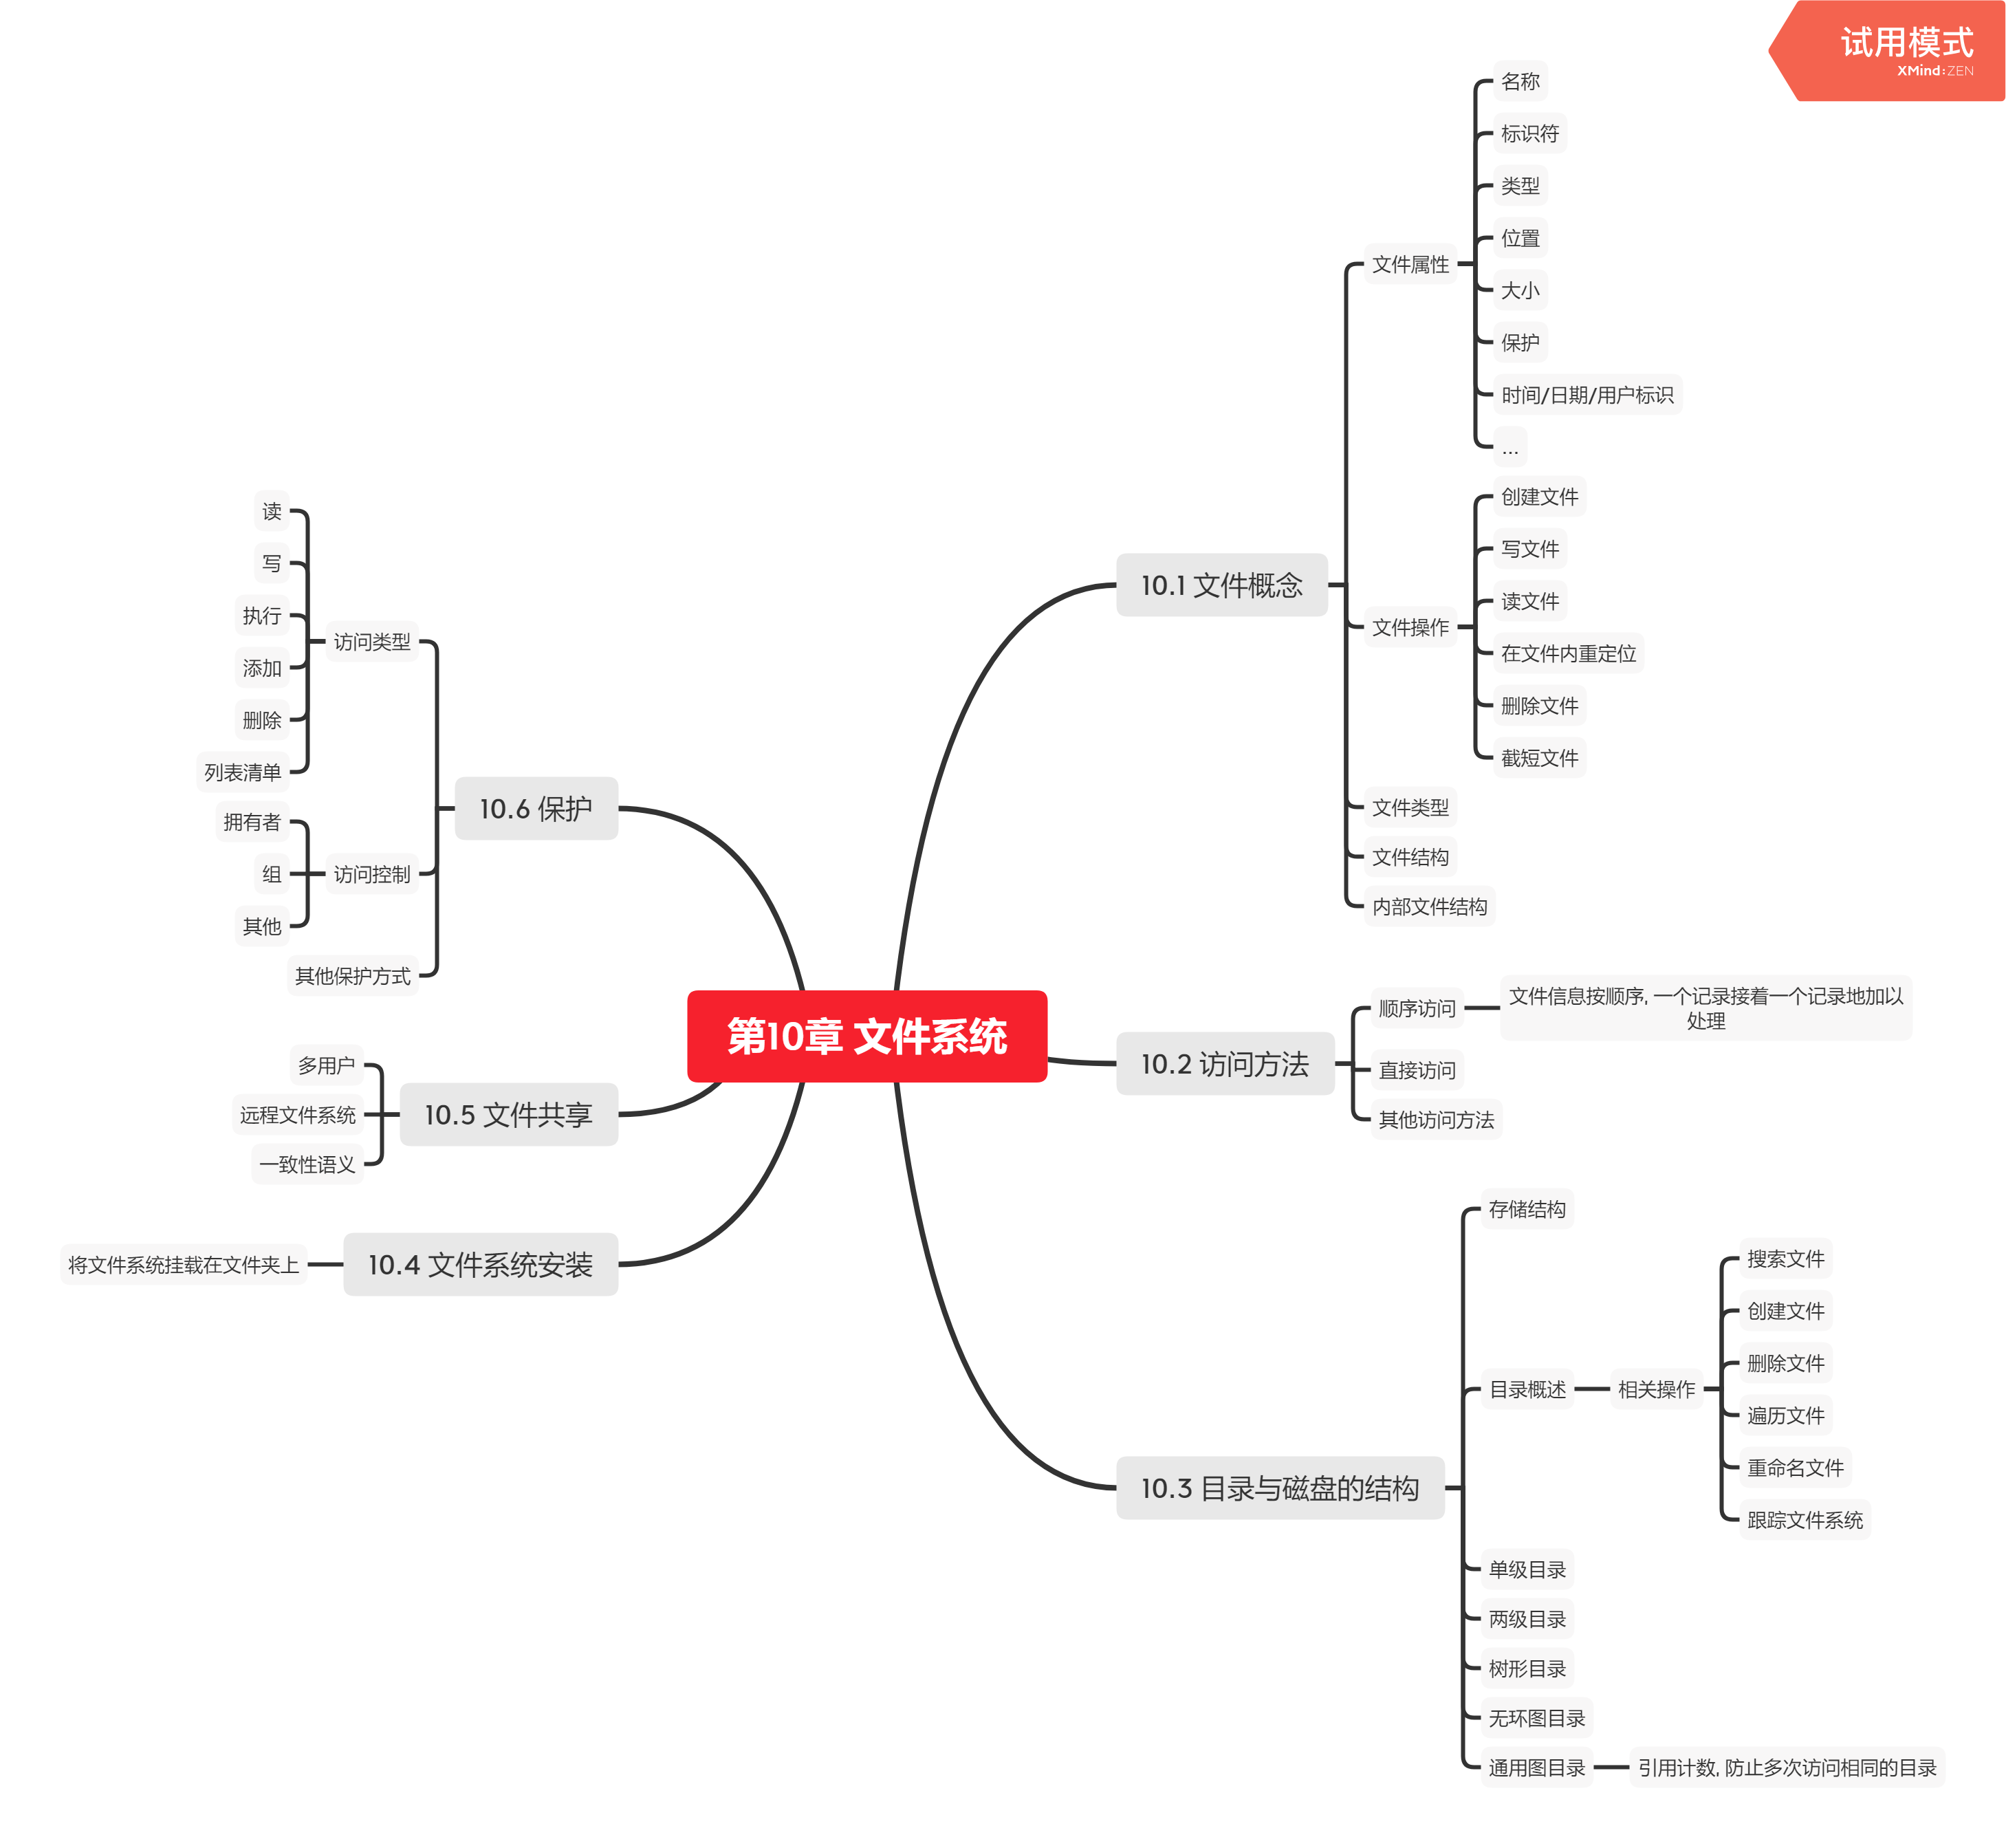 试用模式
XMind:ZEN
第10章 文件系统
10.1 文件概念
文件属性
名称
标识符
类型
位置
大小
保护
时间/日期/用户标识
...
文件操作
创建文件
写文件
读文件
在文件内重定位
删除文件
截短文件
文件类型
文件结构
内部文件结构
10.2 访问方法
顺序访问
文件信息按顺序, 一个记录接着一个记录地加以
处理
直接访问
其他访问方法
10.3 目录与磁盘的结构
存储结构
目录概述
相关操作
搜索文件
创建文件
删除文件
遍历文件
重命名文件
跟踪文件系统
单级目录
两级目录
树形目录
无环图目录
通用图目录
引用计数, 防止多次访问相同的目录
10.4 文件系统安装
将文件系统挂载在文件夹上
10.5 文件共享
多用户
远程文件系统
一致性语义
10.6 保护
访问类型
读
写
执行
添加
删除
列表清单
访问控制
拥有者
组
其他
其他保护方式